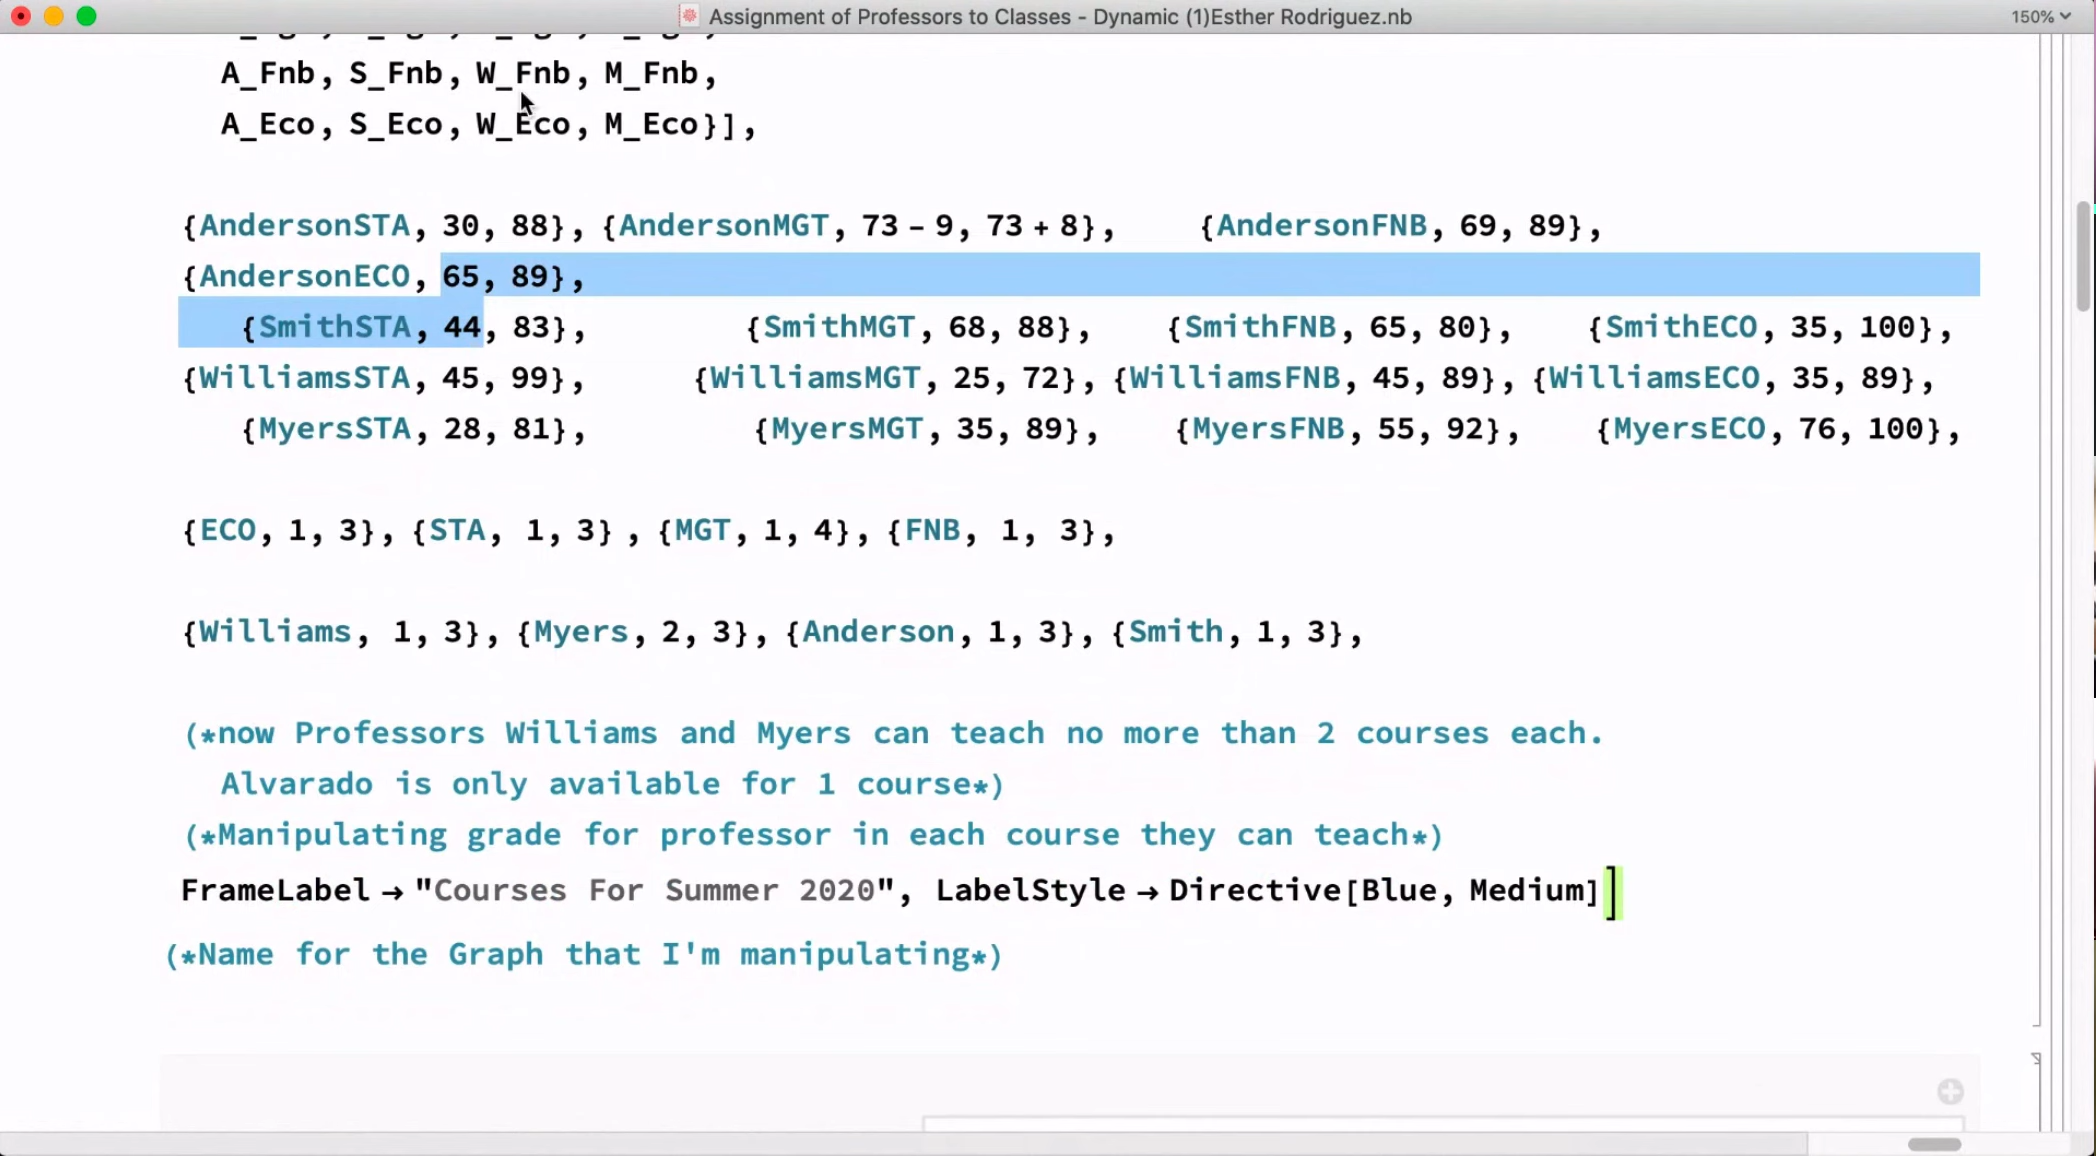 Assignment of Professors to Classes - Dynamic (1)Esther Rodriguez.nb
150%
A_Fnb, S_Fnb, W_Fnb, M_Fnb,
A_Eco, S_Eco, W_Eco, M_Eco}],
{AndersonSTA, 30, 88}, {AndersonMGT, 73 - 9, 73 + 8}, {AndersonFNB, 69, 89},
{AndersonECO, 65, 89},
{SmithSTA, 44, 83}, {SmithMGT, 68, 88}, {SmithFNB, 65, 80}, {SmithECO, 35, 100},
{WilliamsSTA, 45, 99}, {WilliamsMGT, 25, 72}, {WilliamsFNB, 45, 89}, {WilliamsECO, 35, 89},
{MyersSTA, 28, 81}, {MyersMGT, 35, 89}, {MyersFNB, 55, 92}, {MyersECO, 76, 100},
{ECO, 1, 3}, {STA, 1, 3} , {MGT, 1, 4}, {FNB, 1, 3},
{Williams, 1, 3}, {Myers, 2, 3}, {Anderson, 1, 3}, {Smith, 1, 3},
(*now Professors Williams and Myers can teach no more than 2 courses each.
Alvarado is only available for 1 course*)
(*Manipulating grade for professor in each course they can teach*)
FrameLabel → "Courses For Summer 2020", LabelStyle → Directive[Blue, Medium]]
(*Name for the Graph that I'm manipulating*)